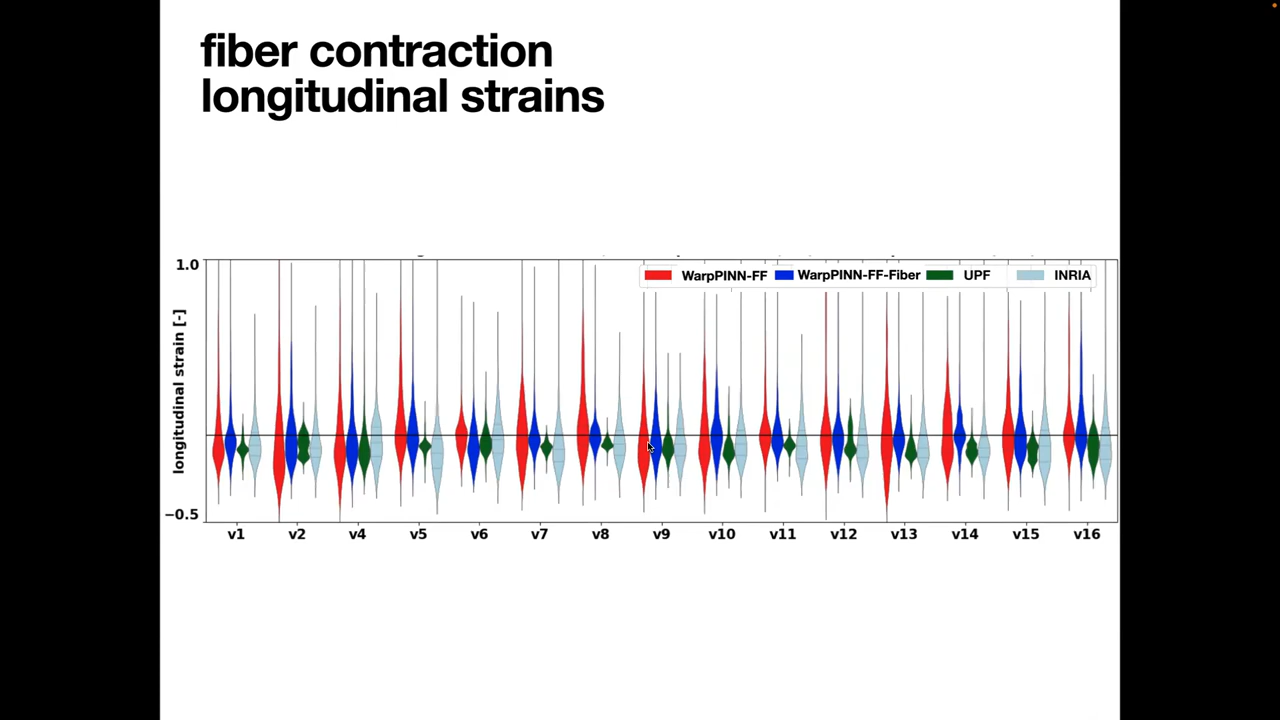 fiber contraction
longitudinal strains
1.0
WarpPINN-FF WarpPINN-FF-Fiber UPF INRIA
longitudinal strain [-]
−0.5
v1 v2 v4 v5 v6 v7 v8 v9 v10 v11 v12 v13 v14 v15 v16